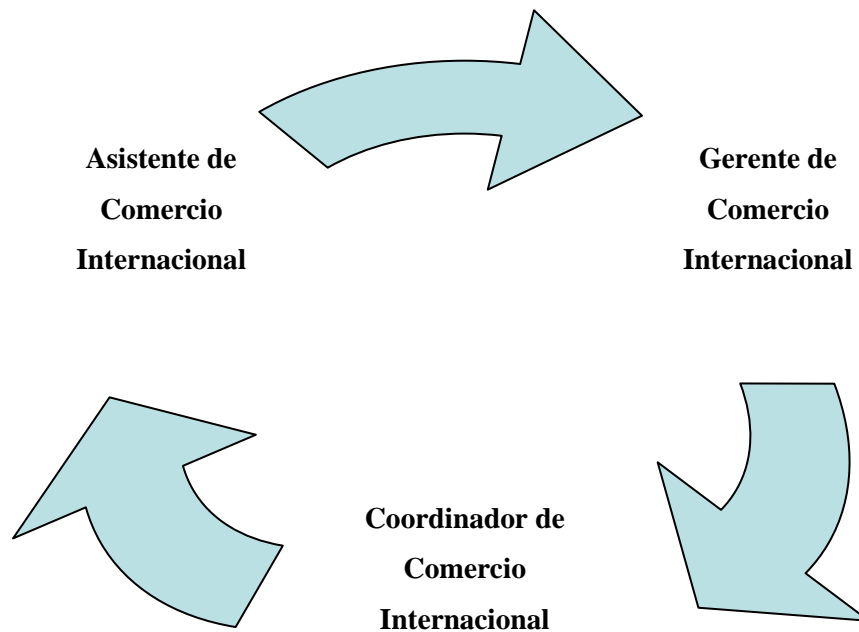 Asistente de
Comercio
Internacional
Gerente de
Comercio
Internacional
Coordinador de
Comercio
Internacional